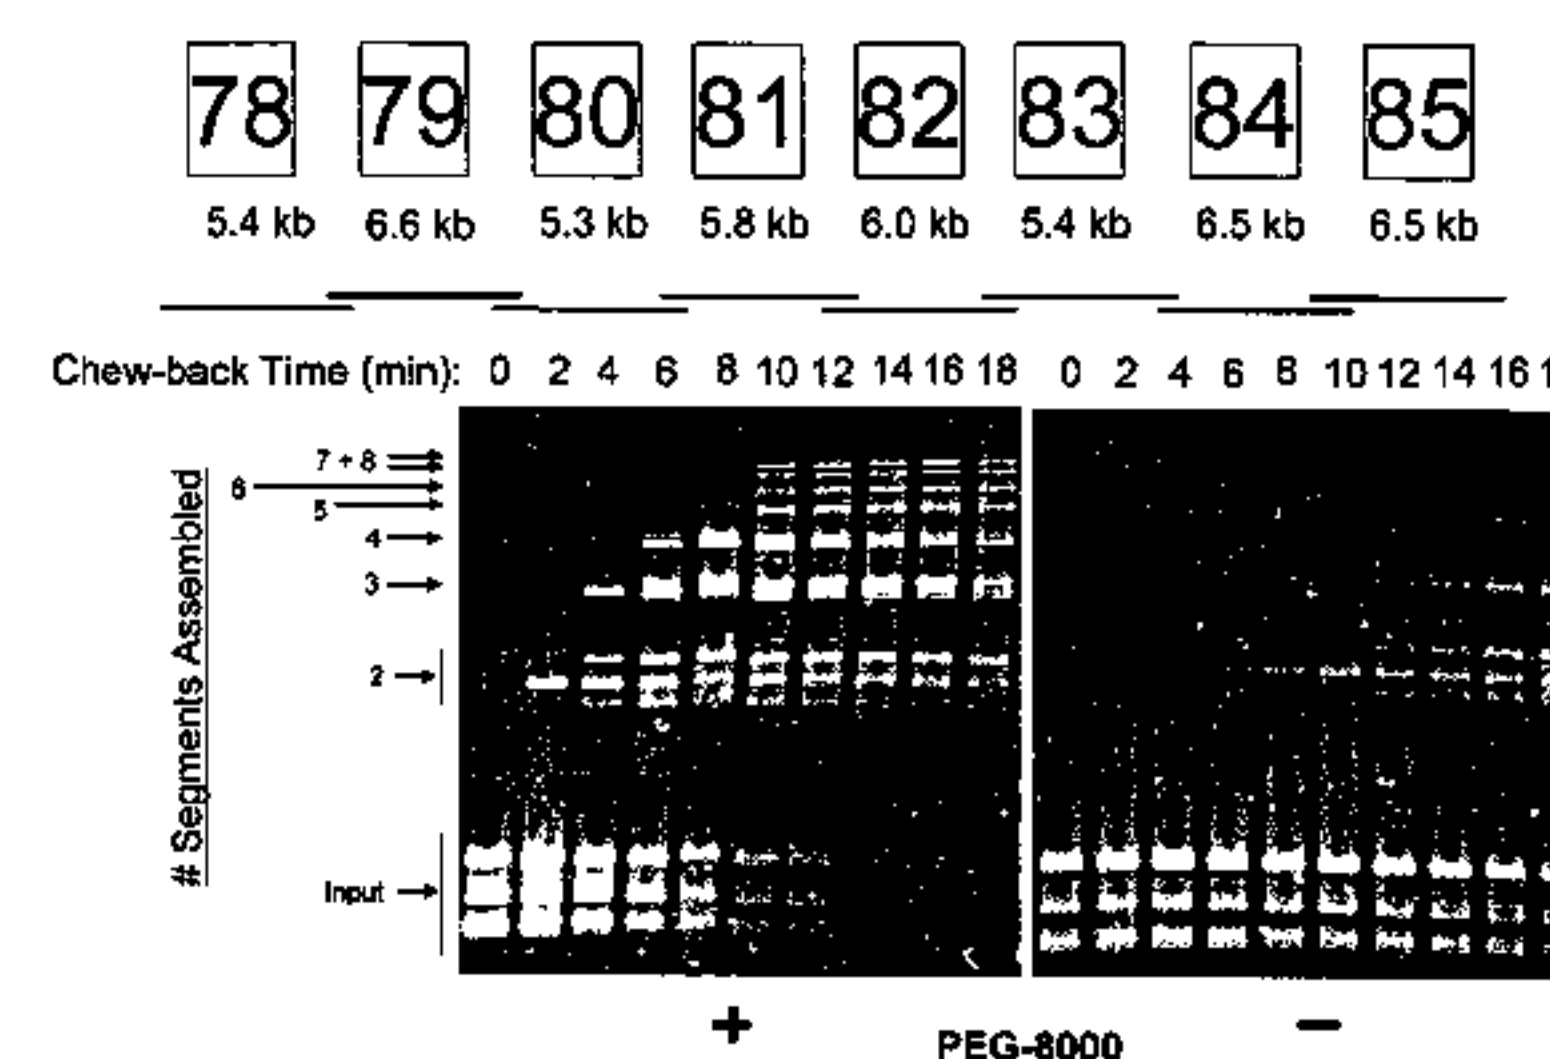 78 79 80 81 82 83 84 85
5.4 kb 6.6 kb 5.3 kb 5.8 kb 6.0 kb 5.4 kb 6.5 kb 6.5 kb
Chew-back Time (min): 0 2 4 6 8 10 12 14 16 18 0 2 4 6 8 10 12 14 16
# Segments Assembled
7 + 8
6
5
4
3
2
Input
+ −
PEG-8000